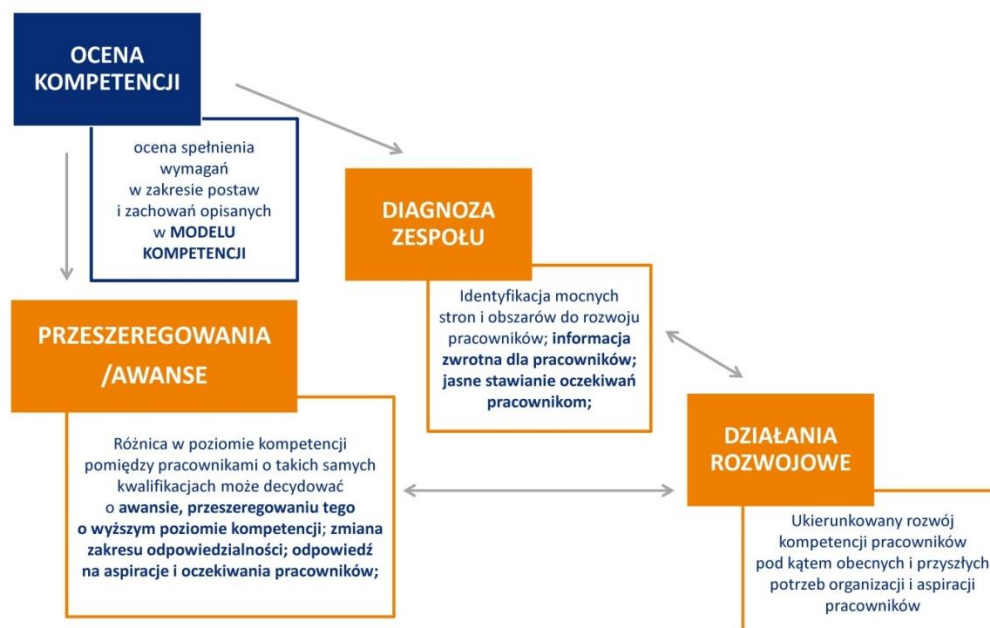 OCENA
KOMPETENCJI
ocena spełnienia
wymagań
w zakresie postaw
i zachowań opisanych
w MODELU
KOMPETENCJI
DIAGNOZA
ZESPOŁU
Identyfikacja mocnych
stron i obszarów do rozwoju
pracowników; informacja
zwrotna dla pracowników;
jasne stawianie oczekiwań
pracownikom;
PRZESZEREGOWANIA
/AWANSE
Różnica w poziomie kompetencji
pomiędzy pracownikami o takich samych
kwalifikacjach może decydować
o awansie, przeszeregowaniu tego
o wyższym poziomie kompetencji; zmiana
zakresu odpowiedzialności; odpowiedź
na aspiracje i oczekiwania pracowników;
DZIAŁANIA
ROZWOJOWE
Ukierunkowany rozwój
kompetencji pracowników
pod kątem obecnych i przyszłych
potrzeb organizacji i aspiracji
pracowników